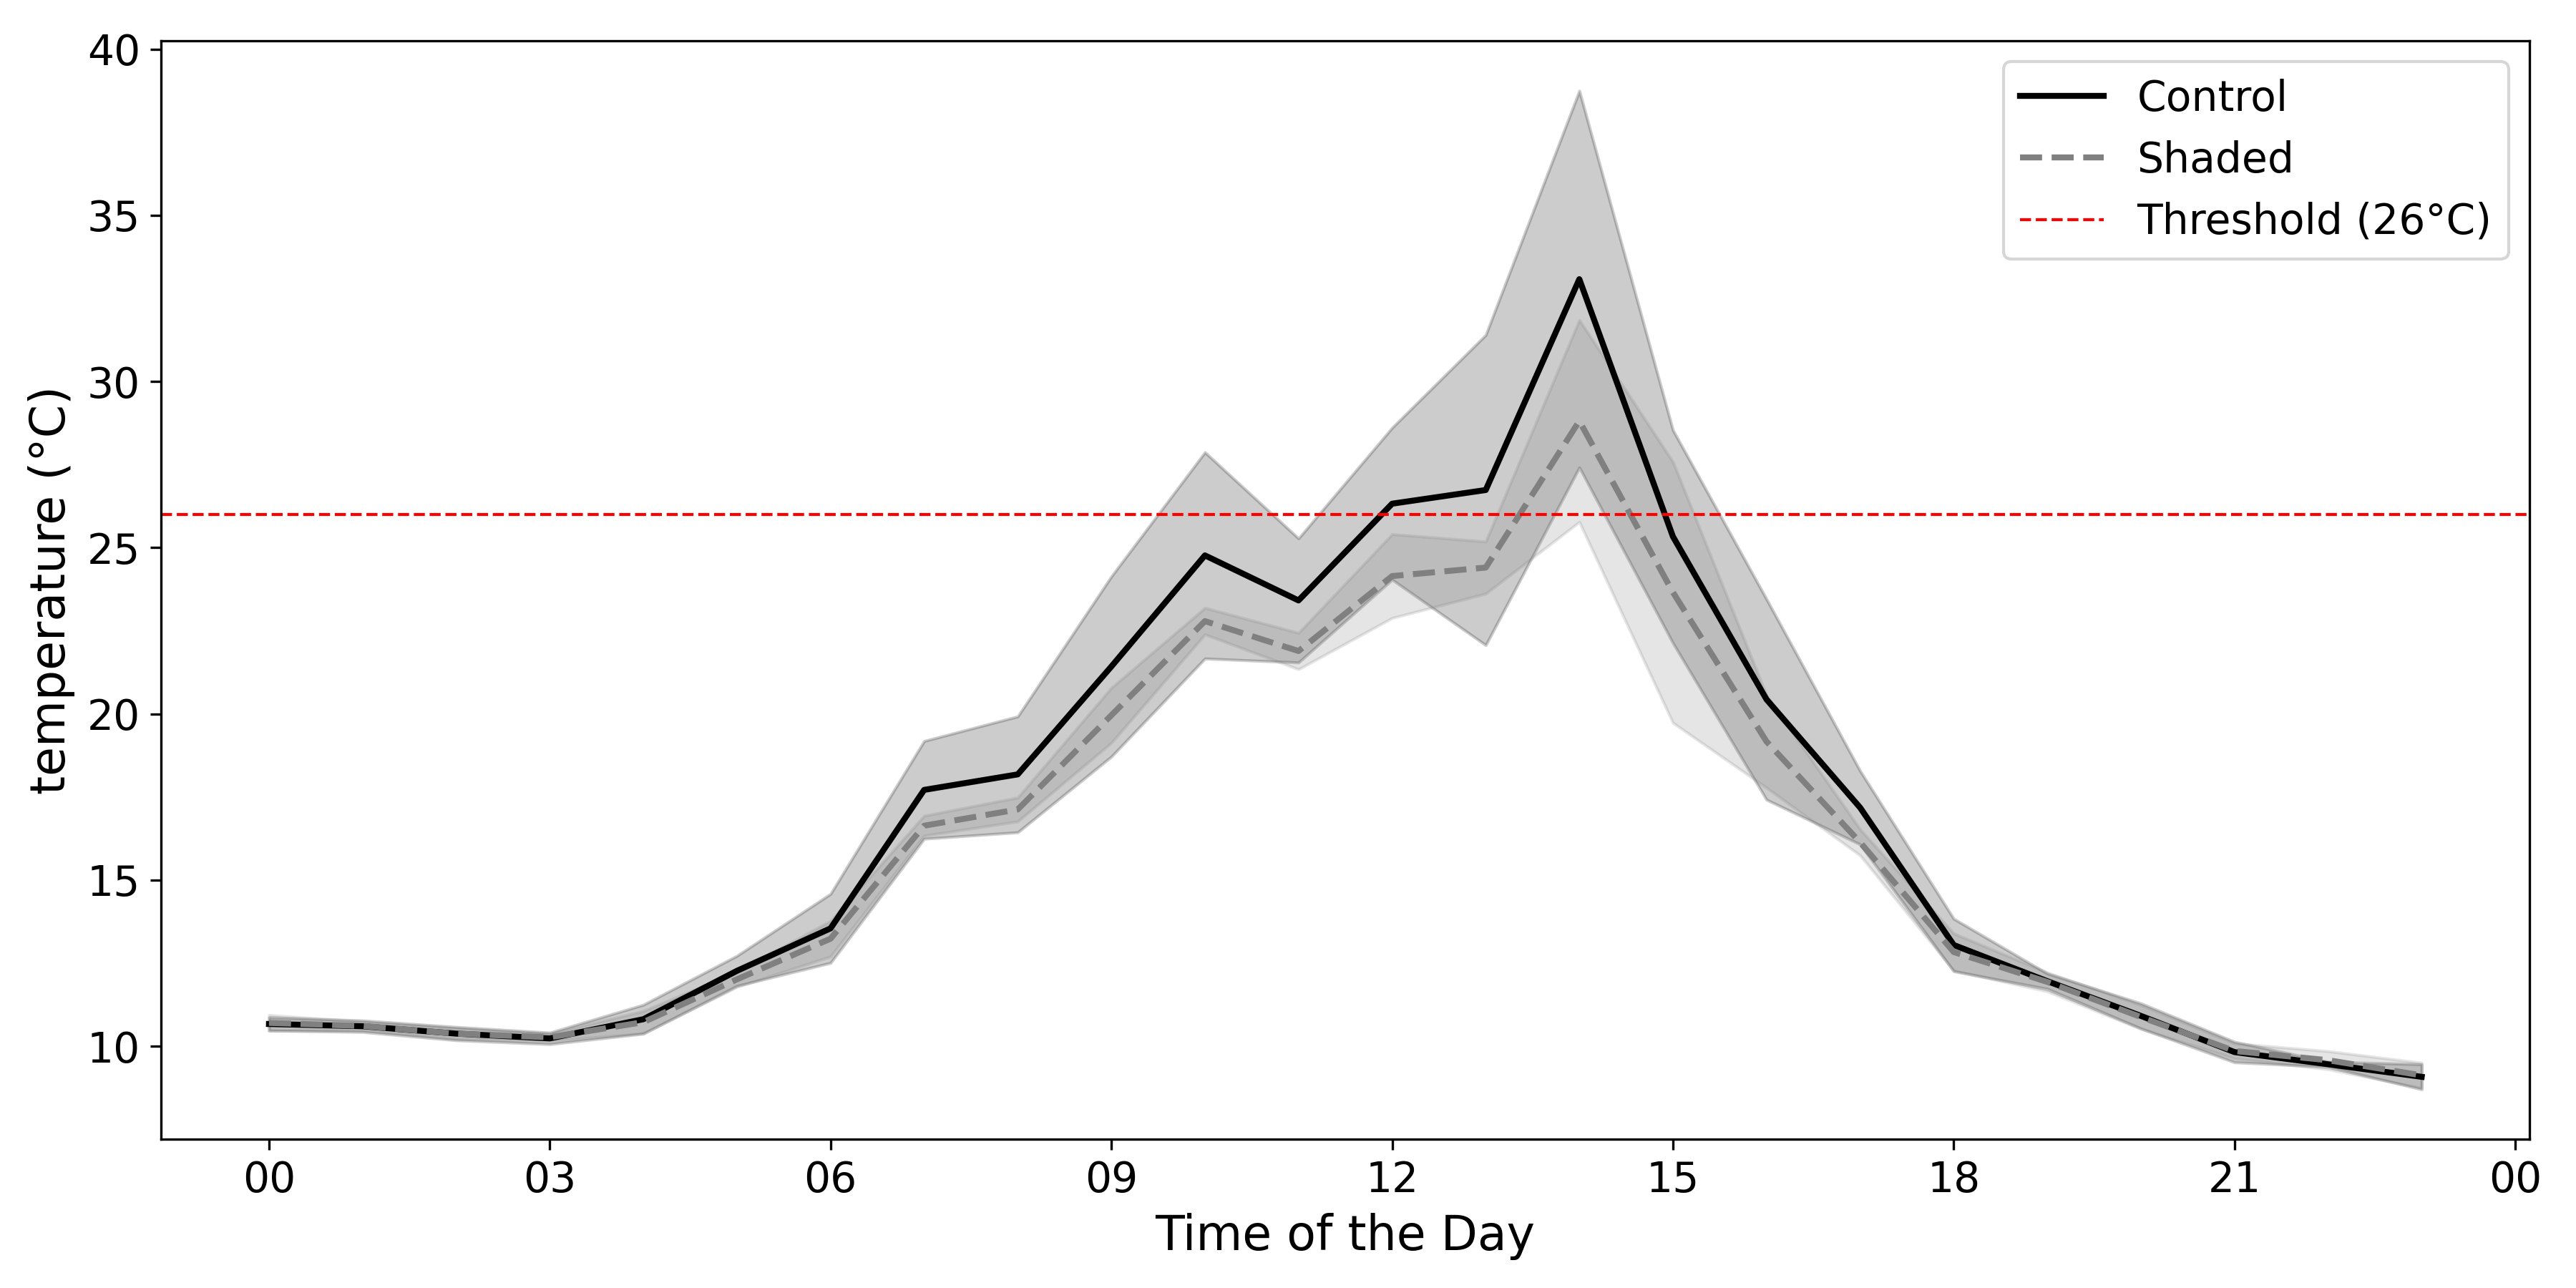 40
35
30
25
20
15
10
temperature (°C)
Control
Shaded
Threshold (26°C)
00 03 06 09 12 15 18 21 00
Time of the Day